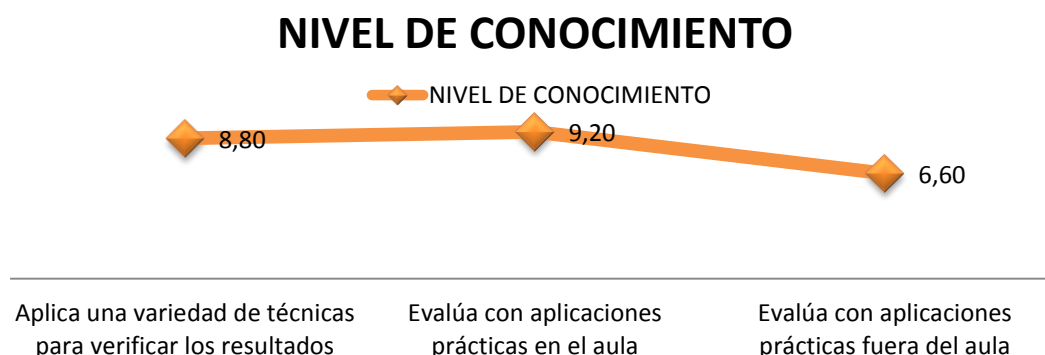 NIVEL DE CONOCIMIENTO
NIVEL DE CONOCIMIENTO
8,80
9,20
6,60
Aplica una variedad de técnicas
para verificar los resultados
Evalúa con aplicaciones
prácticas en el aula
Evalúa con aplicaciones
prácticas fuera del aula